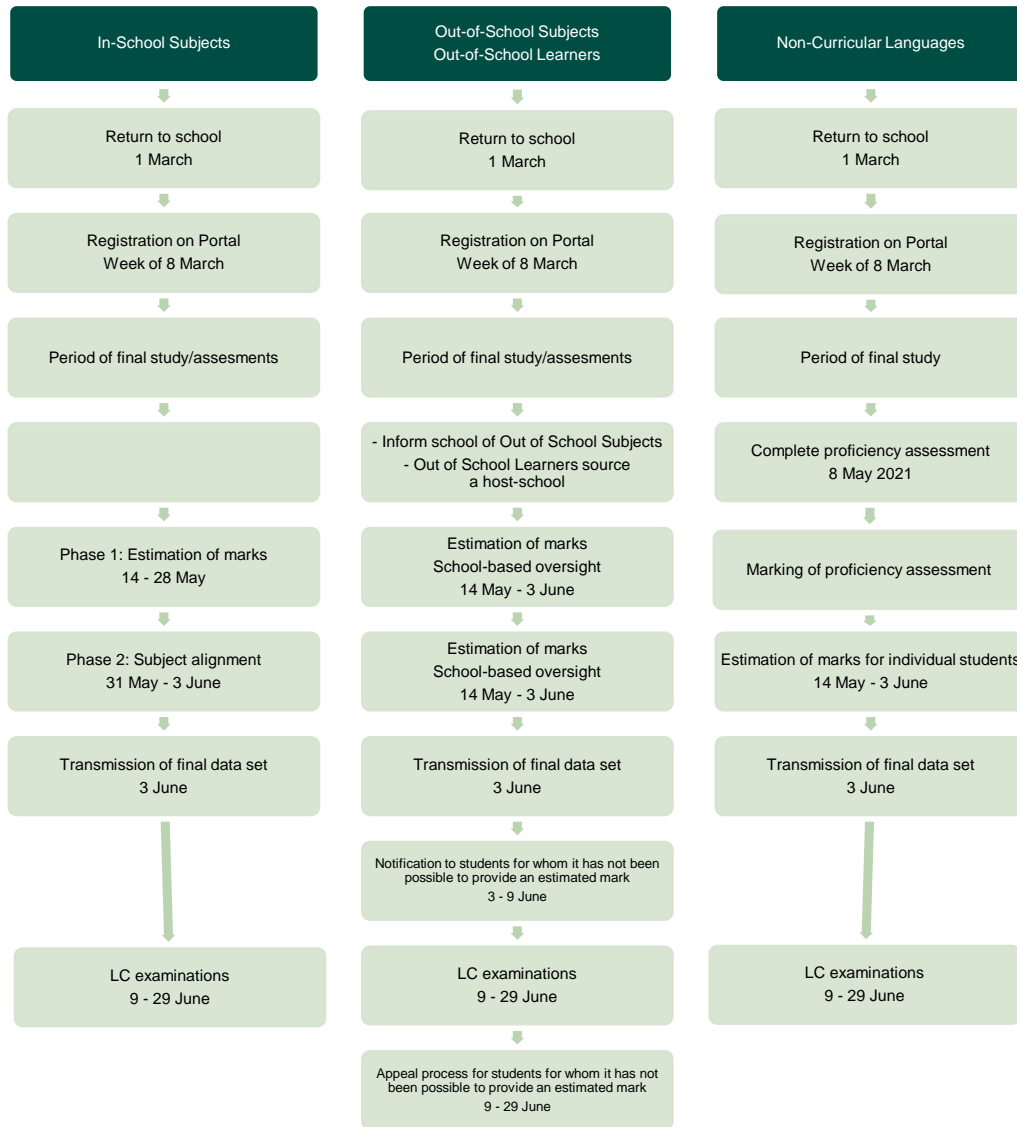 In-School Subjects
Return to school
1 March
Registration on Portal
Week of 8 March
Period of final study/assesments
Phase 1: Estimation of marks
14 - 28 May
Phase 2: Subject alignment
31 May - 3 June
Transmission of final data set
3 June
LC examinations
9 - 29 June
Out-of-School Subjects
Out-of-School Learners
Return to school
1 March
Registration on Portal
Week of 8 March
Period of final study/assesments
- Inform school of Out of School Subjects
- Out of School Learners source
a host-school
Estimation of marks
School-based oversight
14 May - 3 June
Estimation of marks
School-based oversight
14 May - 3 June
Transmission of final data set
3 June
Notification to students for whom it has not been
possible to provide an estimated mark
3 - 9 June
LC examinations
9 - 29 June
Appeal process for students for whom it has not
been possible to provide an estimated mark
9 - 29 June
Non-Curricular Languages
Return to school
1 March
Registration on Portal
Week of 8 March
Period of final study
Complete proficiency assessment
8 May 2021
Marking of proficiency assessment
Estimation of marks for individual students
14 May - 3 June
Transmission of final data set
3 June
LC examinations
9 - 29 June